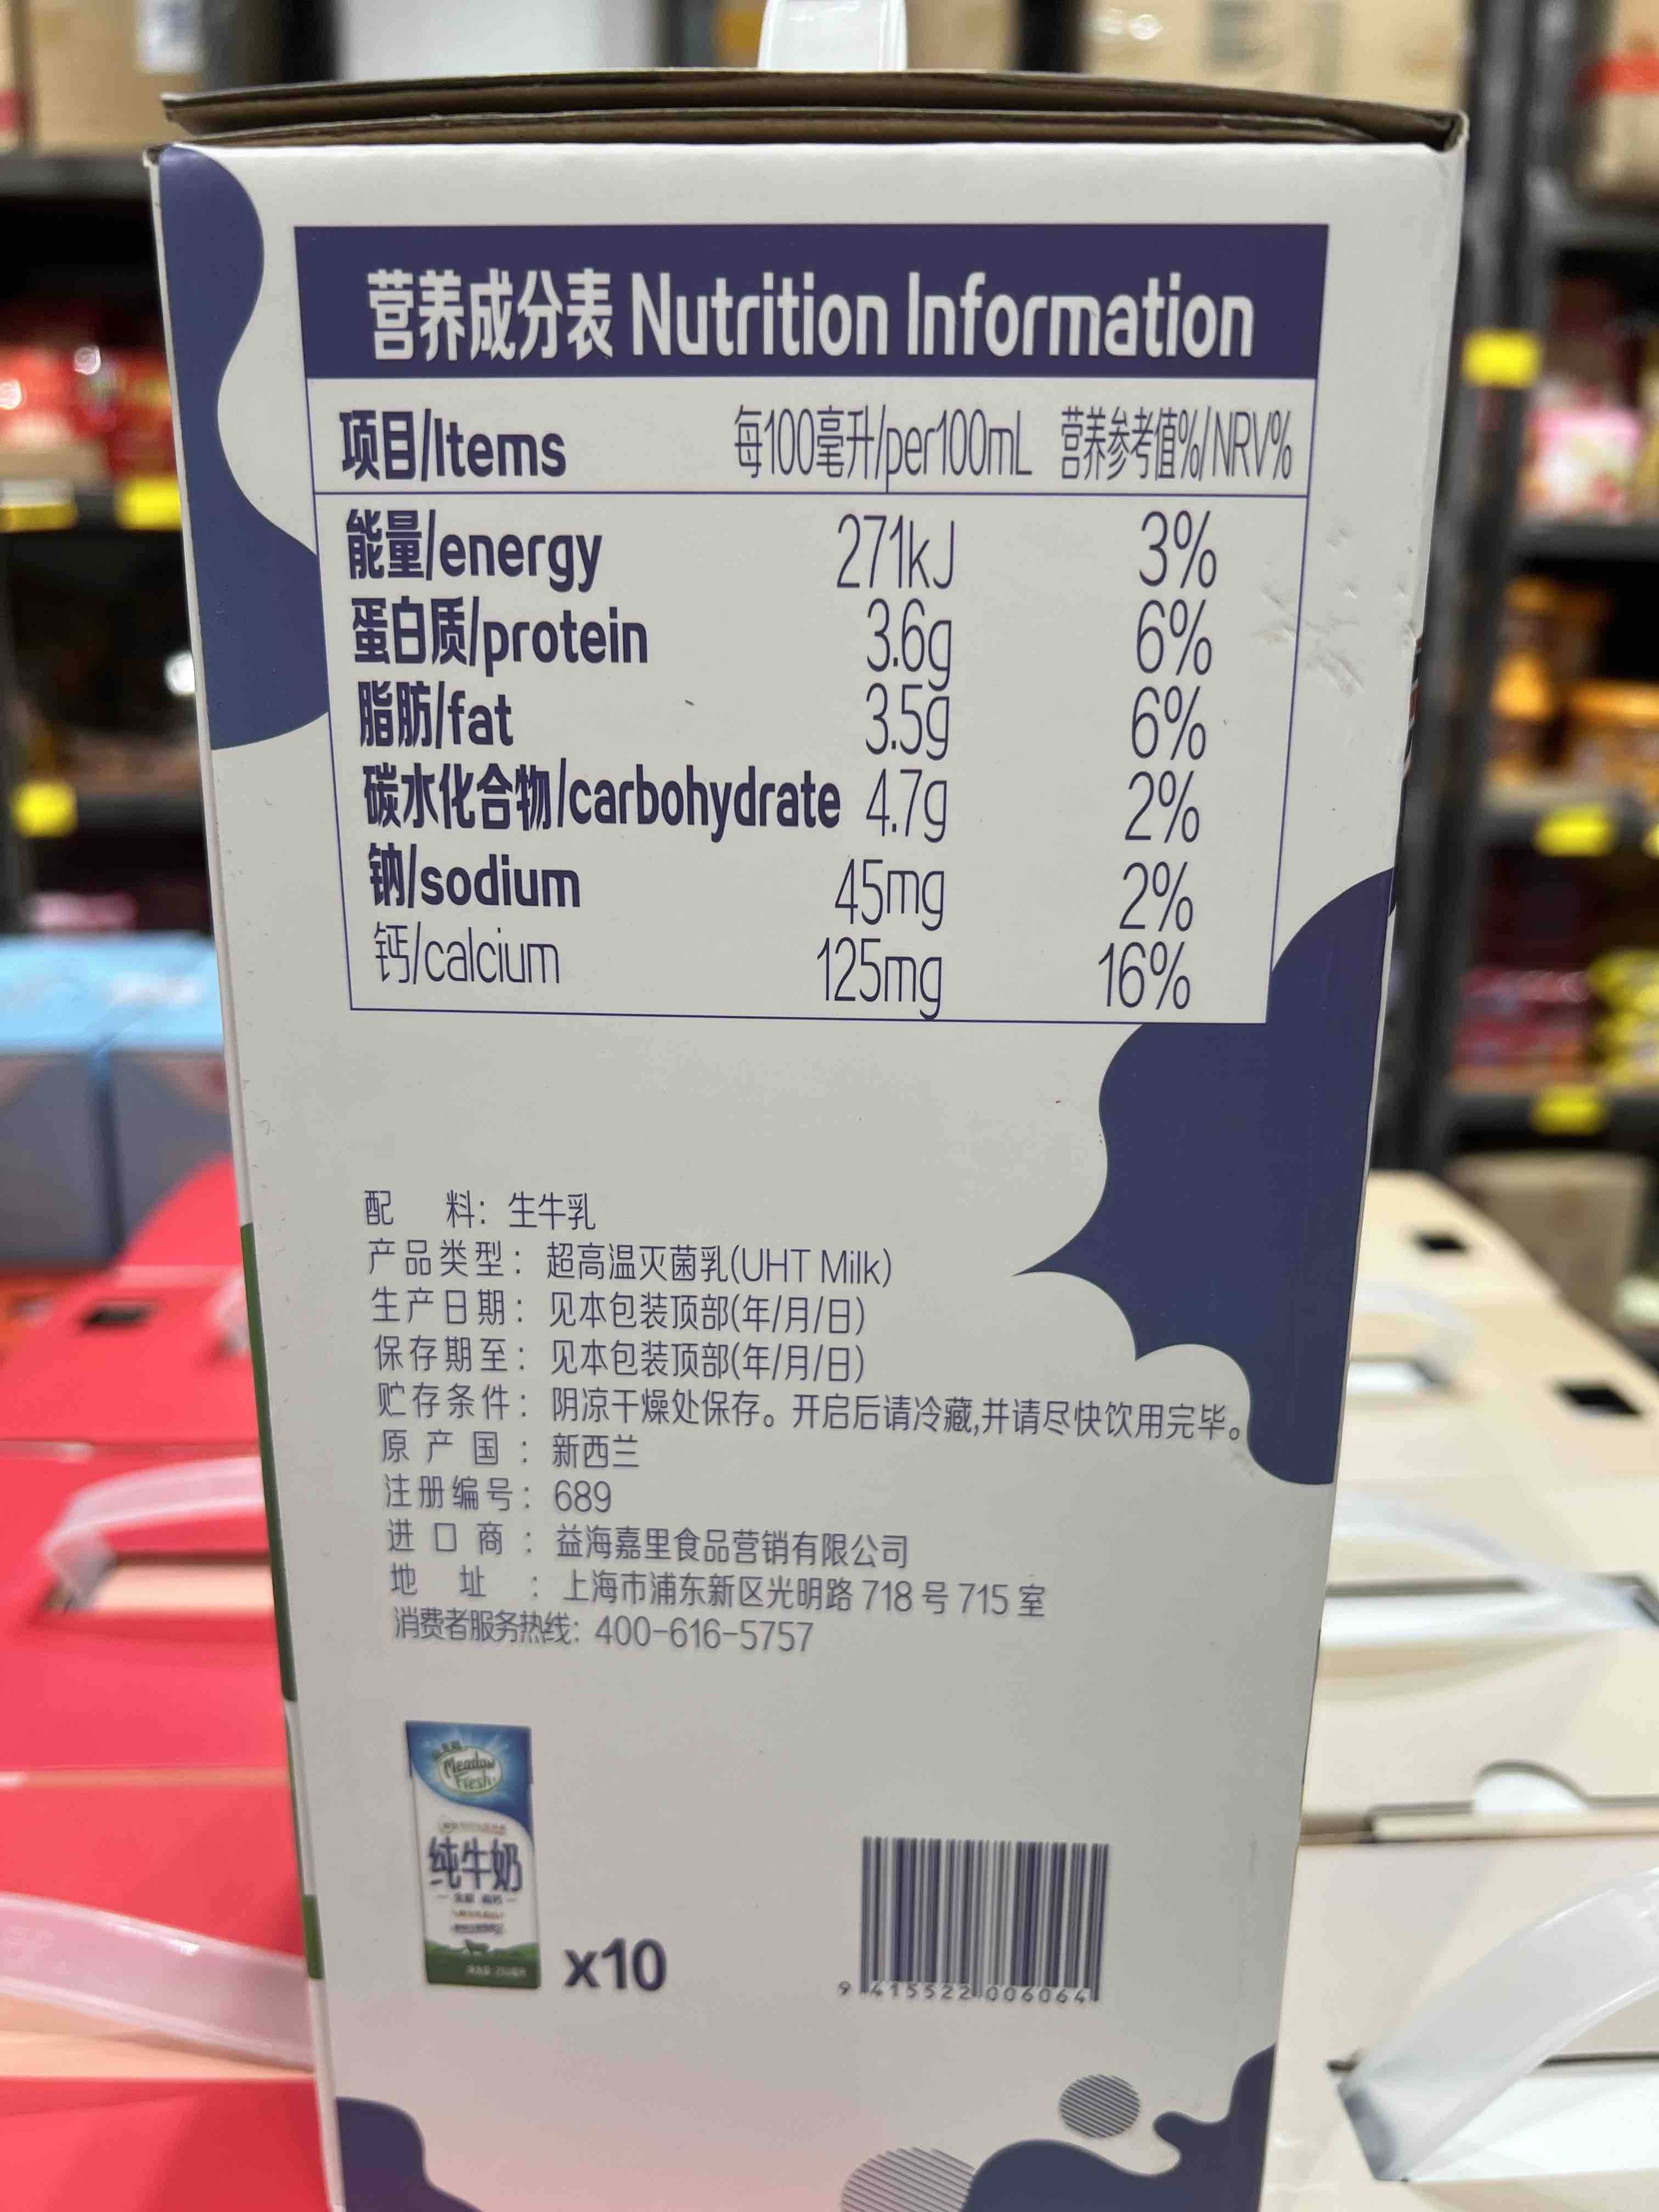 营养成分表 Nutrition Information
项目/Items 每100毫升/per100mL 营养参考值%/NRV%
能量/energy 271kJ 3%
蛋白质/protein 3.6g 6%
脂肪/fat 3.5g 6%
碳水化合物/carbohydrate 4.7g 2%
钠/sodium 45mg 2%
钙/calcium 125mg 16%
配 料：生牛乳
产品类型：超高温灭菌乳(UHT Milk)
生产日期：见本包装顶部(年/月/日)
保存期至：见本包装顶部(年/月/日)
贮存条件：阴凉干燥处保存。开启后请冷藏,并请尽快饮用完毕。
原产国：新西兰
注册编号：689
进口商：益海嘉里食品营销有限公司
地 址：上海市浦东新区光明路 718 号 715 室
消费者服务热线：400-616-5757
Meadow
Fresh
纯牛奶
x10
9 415522 006064